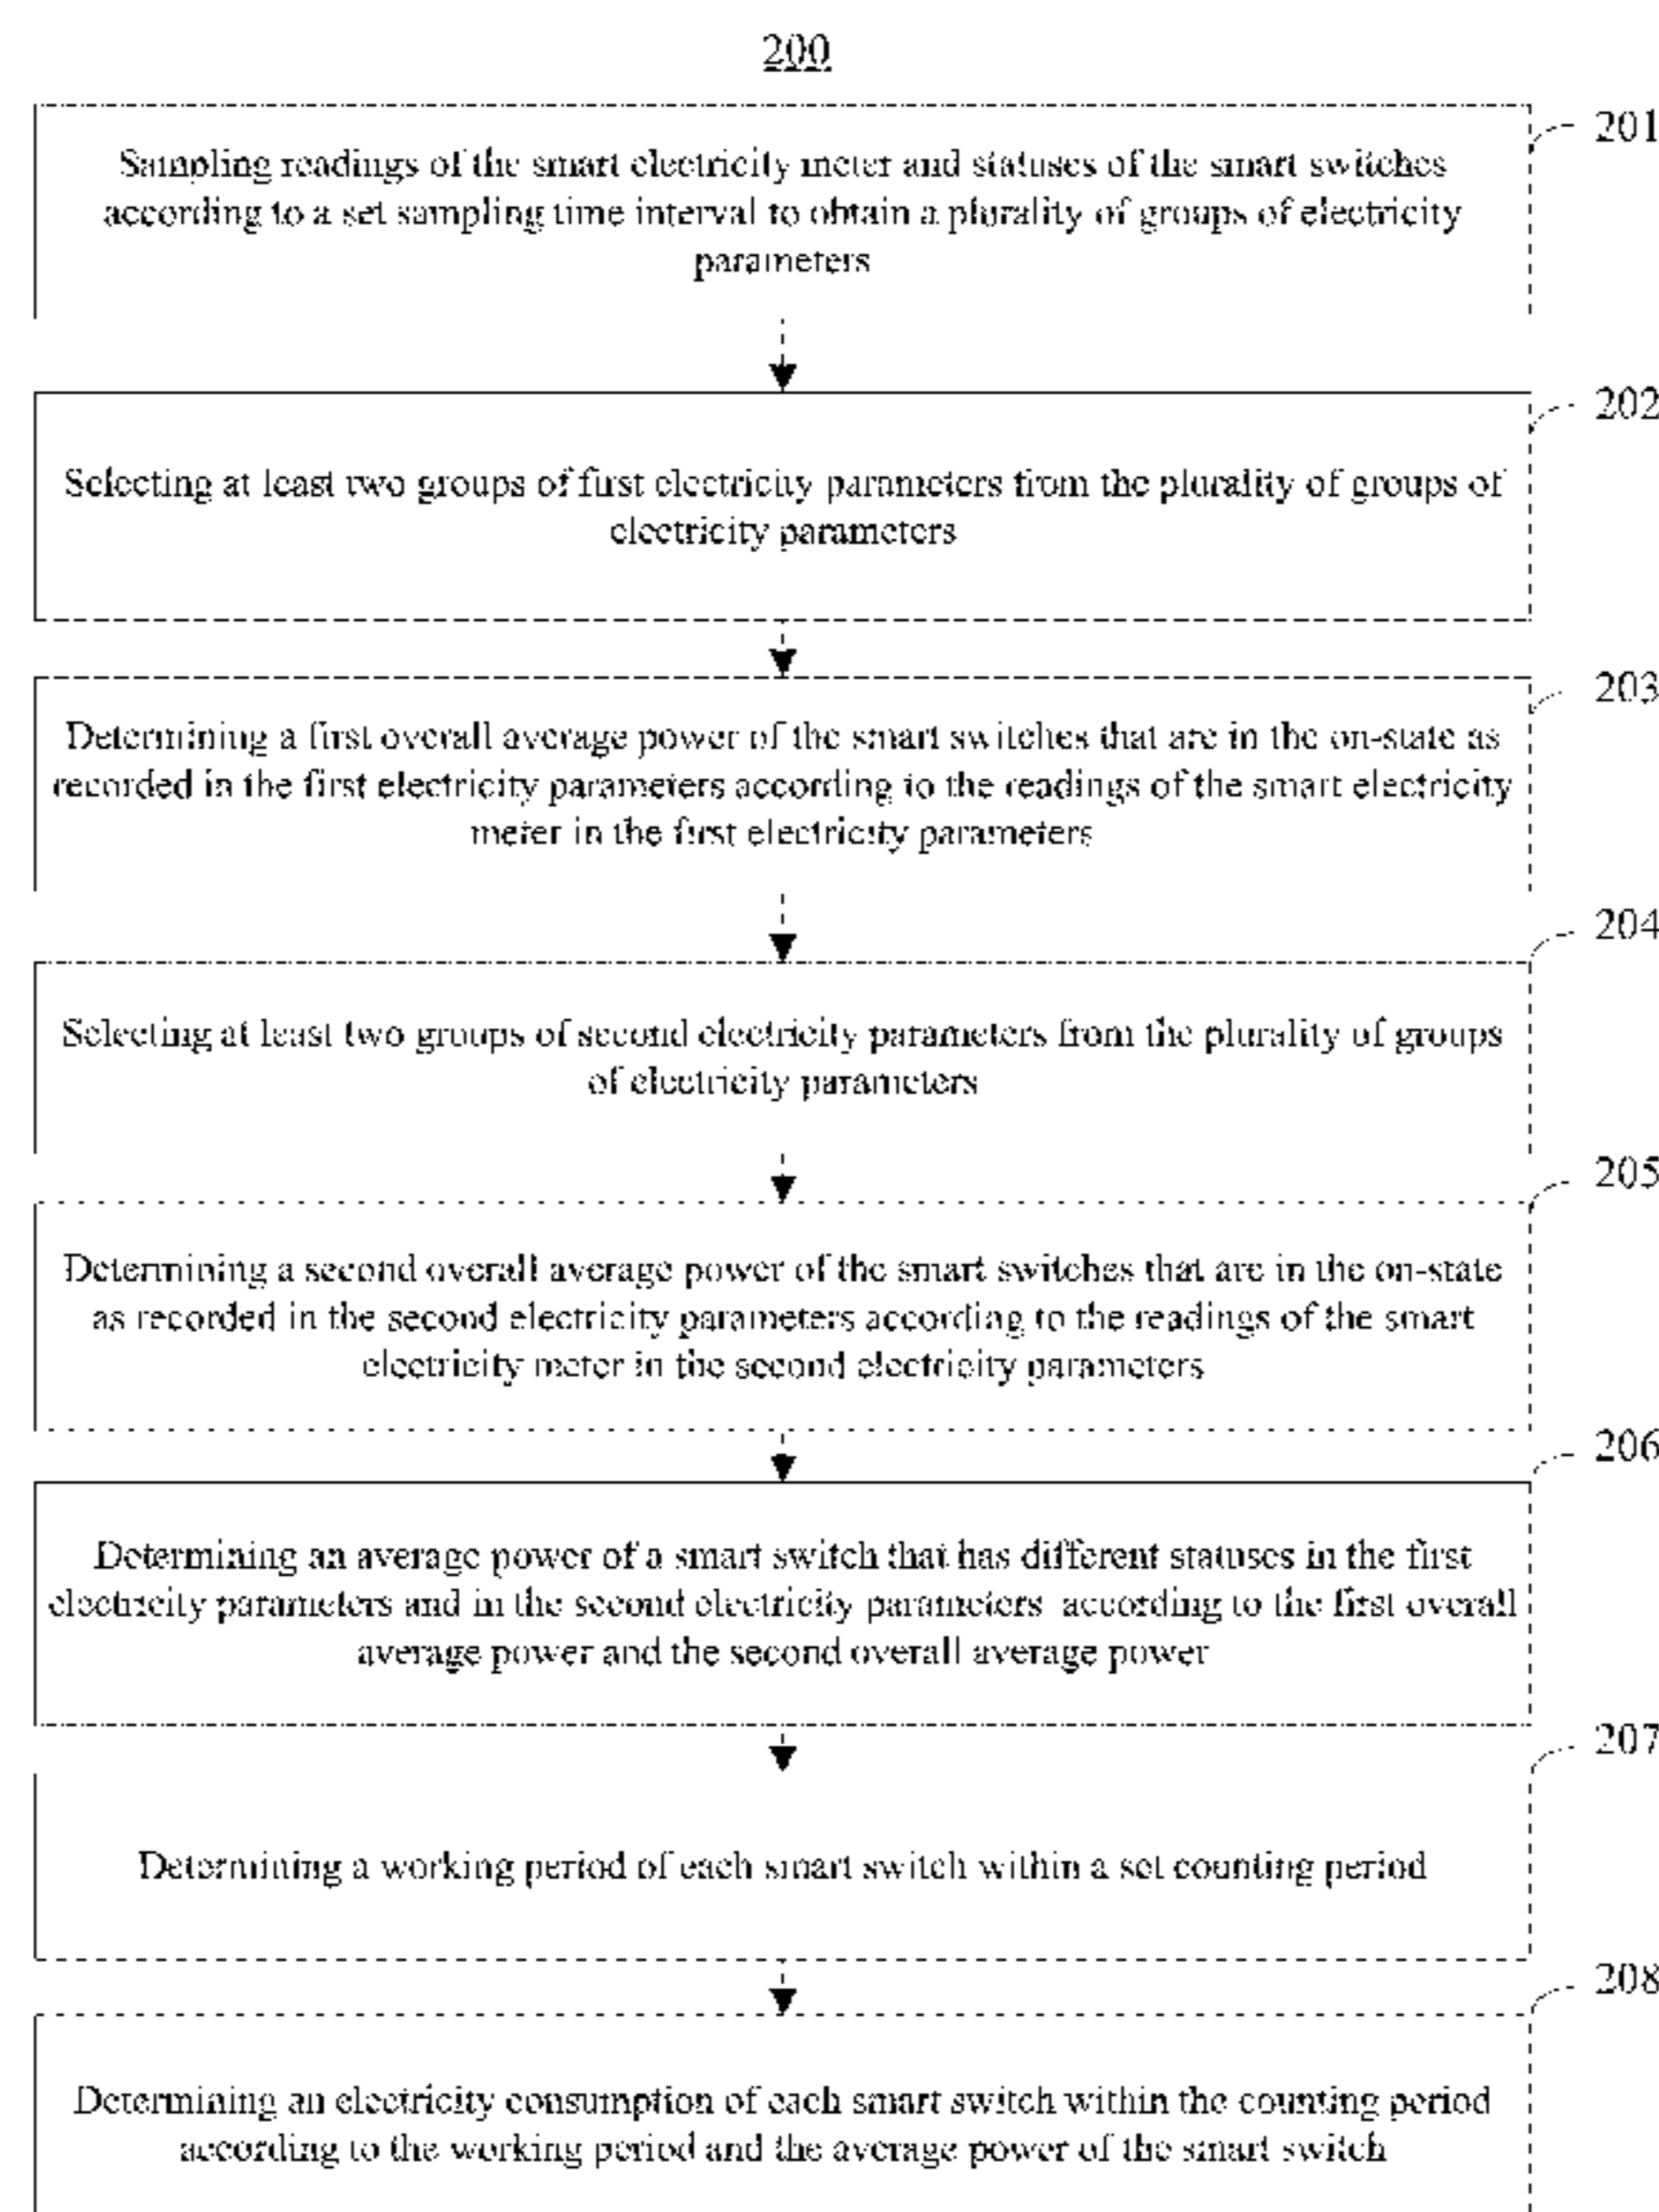 200
201
Sampling readings of the smart electricity meter and statuses of the smart switches
according to a set sampling time interval to obtain a plurality of groups of electricity
parameters
202
Selecting at least two groups of first electricity parameters from the plurality of groups of
electricity parameters
203
Determining a first overall average power of the smart switches that are in the on-state as
recorded in the first electricity parameters according to the readings of the smart electricity
meter in the first electricity parameters
204
Selecting at least two groups of second electricity parameters from the plurality of groups
of electricity parameters
205
Determining a second overall average power of the smart switches that are in the on-state
as recorded in the second electricity parameters according to the readings of the smart
electricity meter in the second electricity parameters
206
Determining an average power of a smart switch that has different statuses in the first
electricity parameters and in the second electricity parameters according to the first overall
average power and the second overall average power
207
Determining a working period of each smart switch within a set counting period
208
Determining an electricity consumption of each smart switch within the counting period
according to the working period and the average power of the smart switch